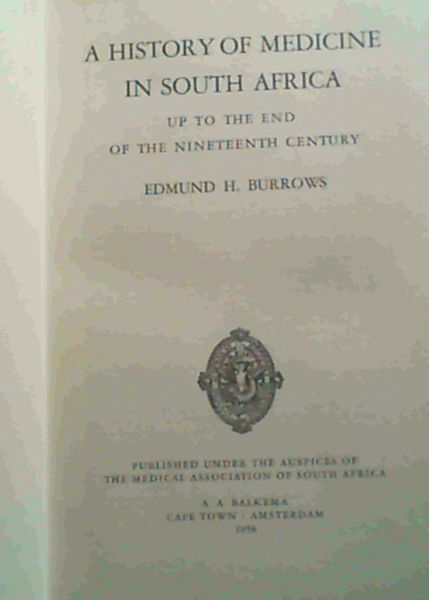 A HISTORY OF MEDICINE
IN SOUTH AFRICA
UP TO THE END
OF THE NINETEENTH CENTURY
EDMUND H. BURROWS
PUBLISHED UNDER THE AUSPICES OF
THE MEDICAL ASSOCIATION OF SOUTH AFRICA
A. A. BALKEMA
CAPE TOWN / AMSTERDAM
1958